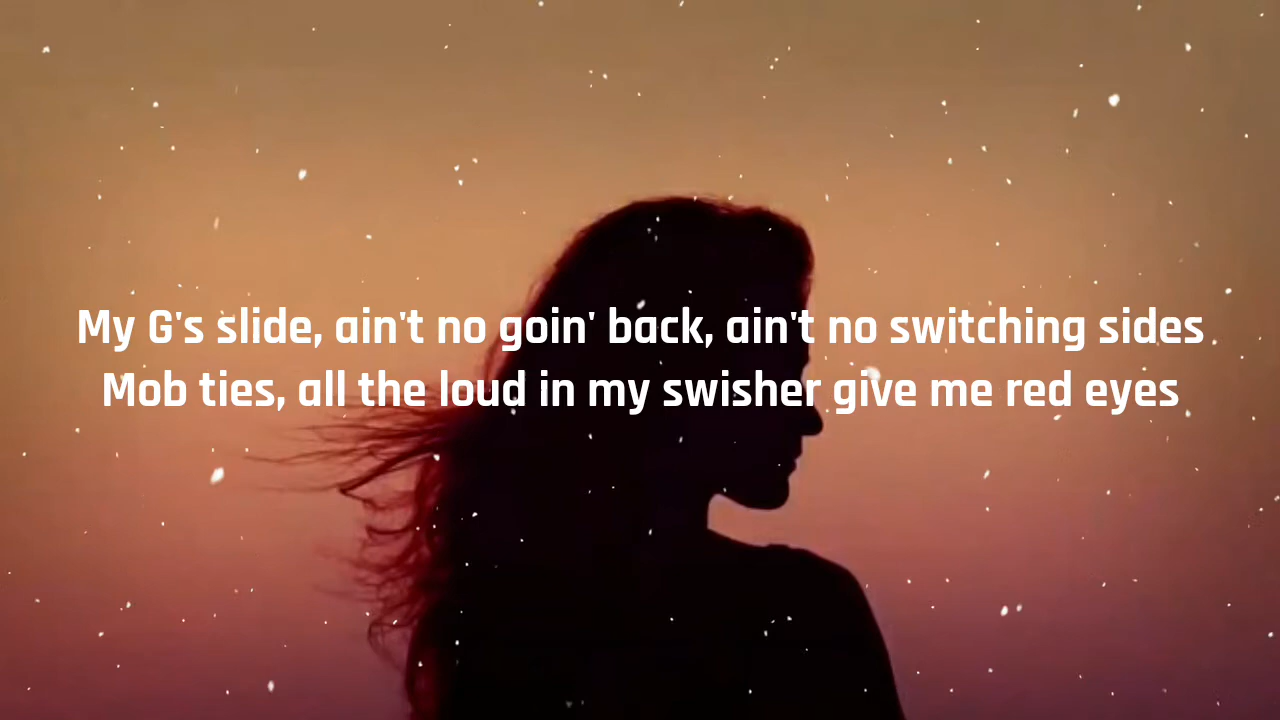 My G's slide, ain't no goin' back, ain't no switching sides
Mob ties, all the loud in my swisher give me red eyes